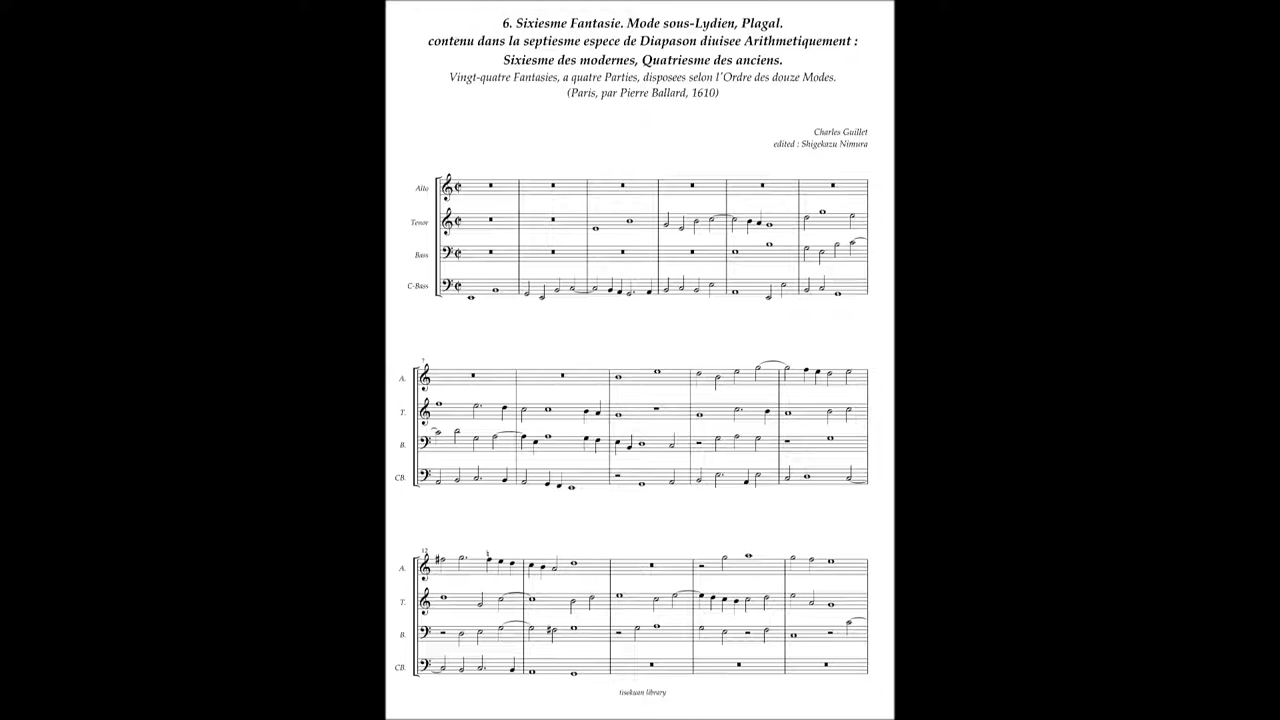 6. Sixiesme Fantasie. Mode sous-Lydien, Plagal.
contenu dans la septiesme espece de Diapason diuisee Arithmetiquement :
Sixiesme des modernes, Quatriesme des anciens.
Vingt-quatre Fantasies, a quatre Parties, disposees selon l'Ordre des douze Modes.
(Paris, par Pierre Ballard, 1610)
Charles Guillet
edited : Shigekazu Nimura
Alto
Tenor
Bass
C-Bass
7
A.
T.
B.
CB.
12
A.
T.
B.
CB.
tisekuan library